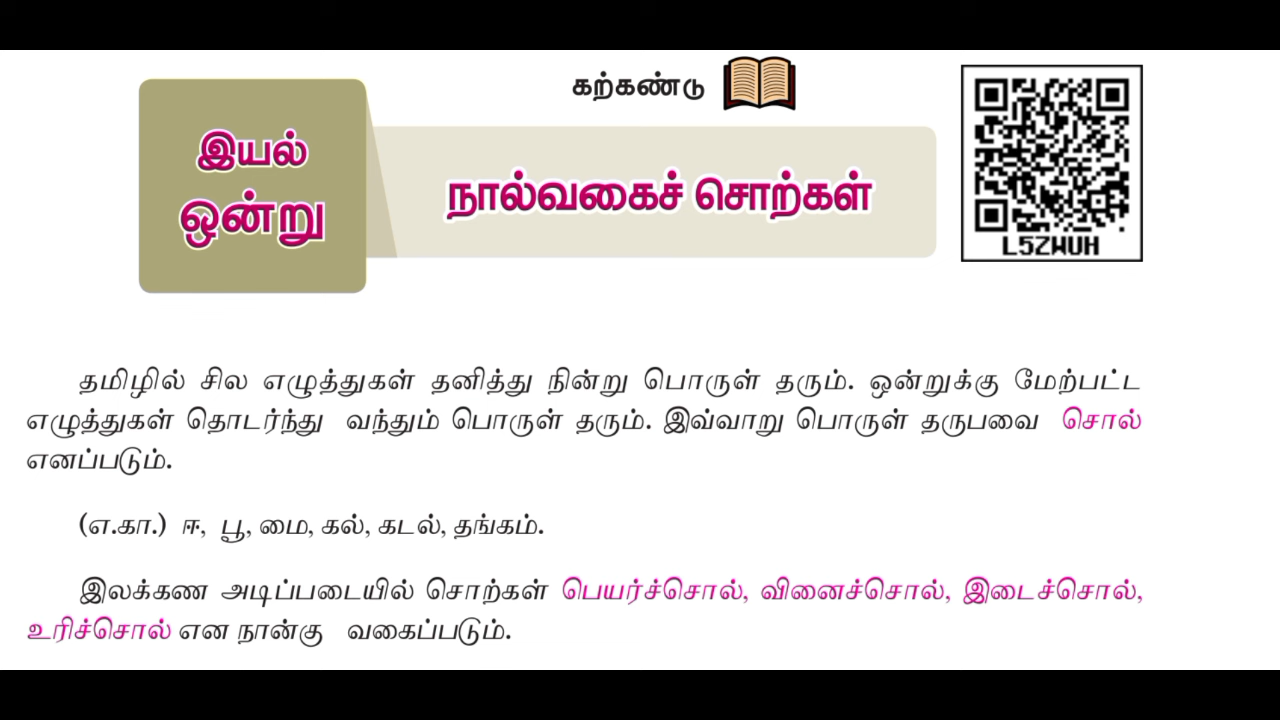 கற்கண்டு
இயல்
ஒன்று
நால்வகைச் சொற்கள்
L5ZWUH
தமிழில் சில எழுத்துகள் தனித்து நின்று பொருள் தரும். ஒன்றுக்கு மேற்பட்ட
எழுத்துகள் தொடர்ந்து வந்தும் பொருள் தரும். இவ்வாறு பொருள் தருபவை சொல்
எனப்படும்.
(எ.கா.) ஈ, பூ, மை, கல், கடல், தங்கம்.
இலக்கண அடிப்படையில் சொற்கள் பெயர்ச்சொல், வினைச்சொல், இடைச்சொல்,
உரிச்சொல் என நான்கு வகைப்படும்.